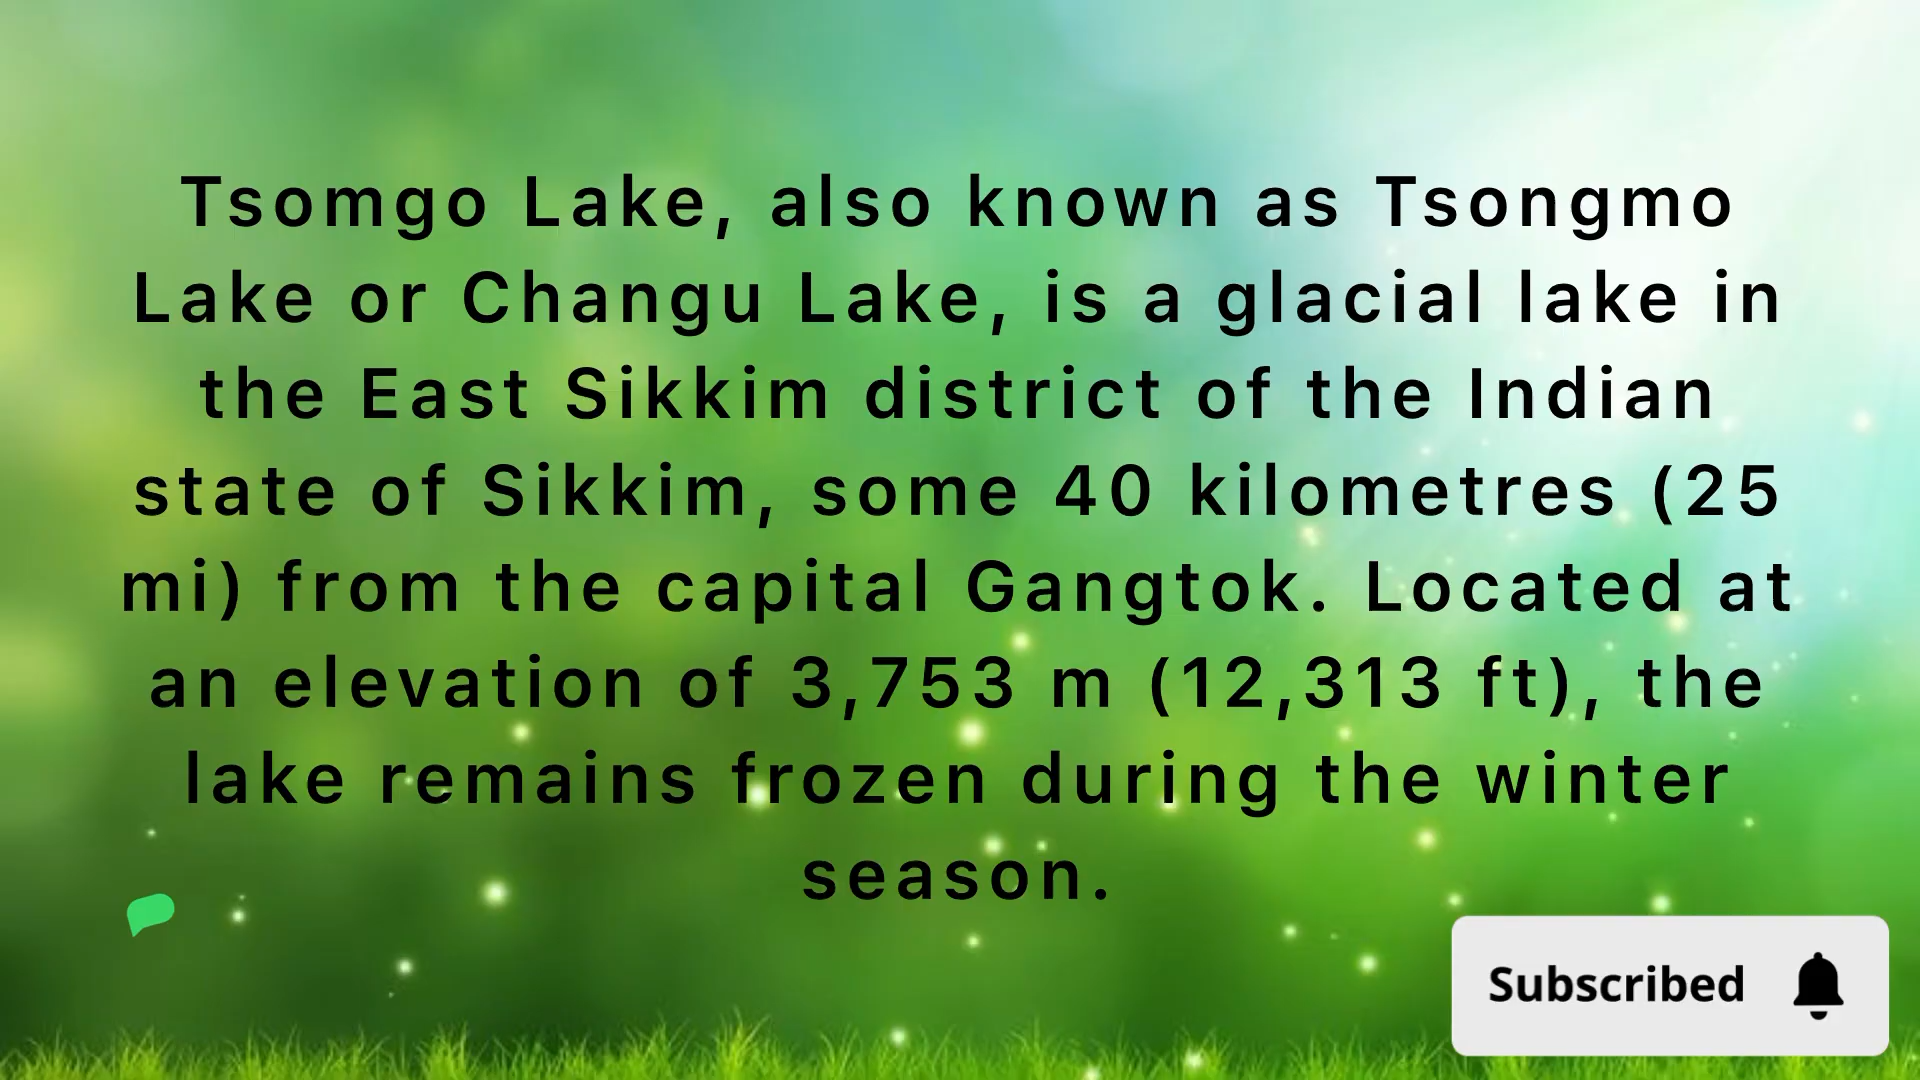 Tsomgo Lake, also known as Tsongmo
Lake or Changu Lake, is a glacial lake in
the East Sikkim district of the Indian
state of Sikkim, some 40 kilometres (25
mi) from the capital Gangtok. Located at
an elevation of 3,753 m (12,313 ft), the
lake remains frozen during the winter
season.
Subscribed